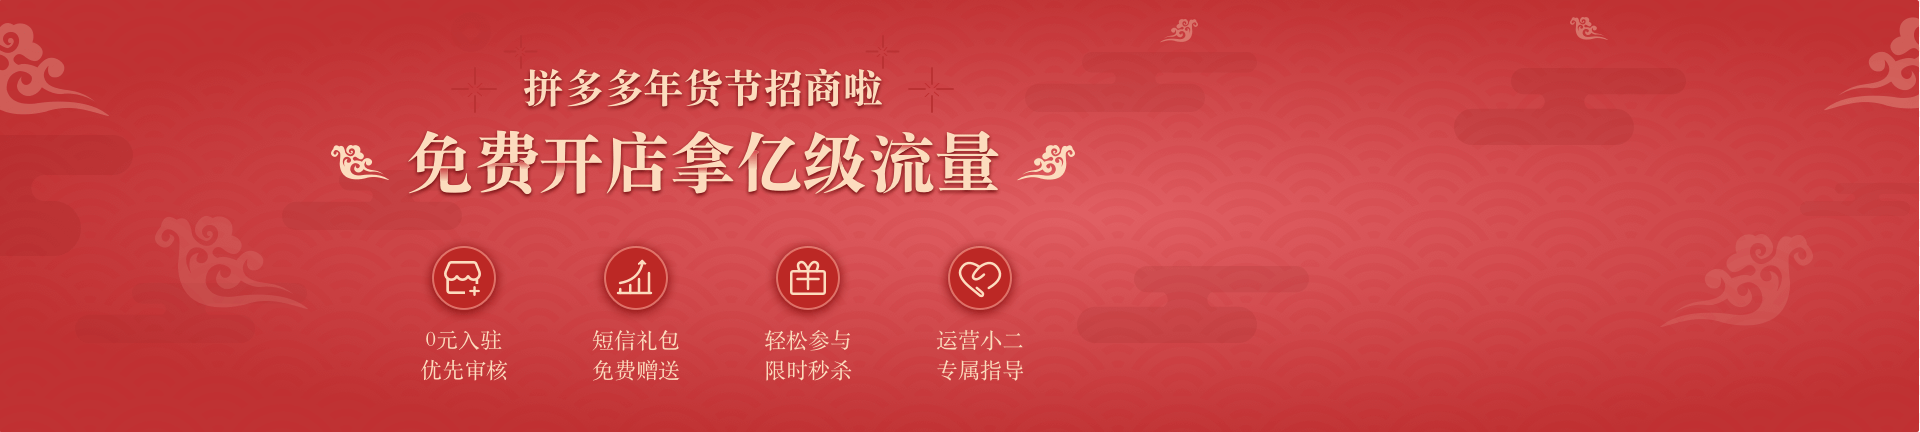 拼多多年货节招商啦
免费开店拿亿级流量
0元入驻
优先审核
短信礼包
免费赠送
轻松参与
限时秒杀
运营小二
专属指导